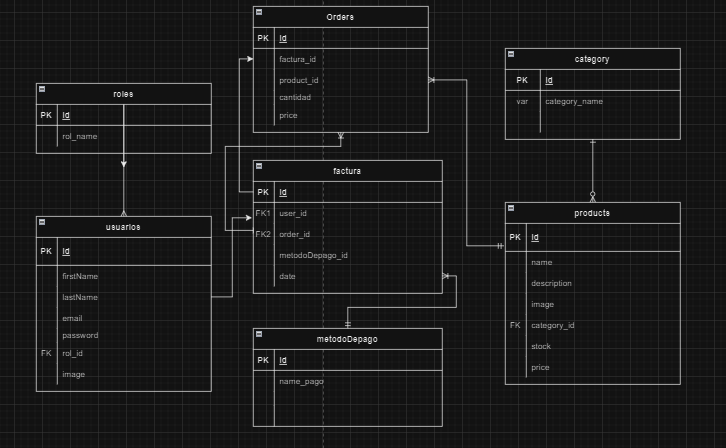 Orders
PK id
factura_id
product_id
cantidad
price
category
PK id
var category_name
roles
PK id
rol_name
factura
PK id
FK1 user_id
FK2 order_id
metodoDepago_id
date
products
PK id
name
description
image
FK category_id
stock
price
usuarios
PK id
firstName
lastName
email
password
FK rol_id
image
metodoDepago
PK id
name_pago